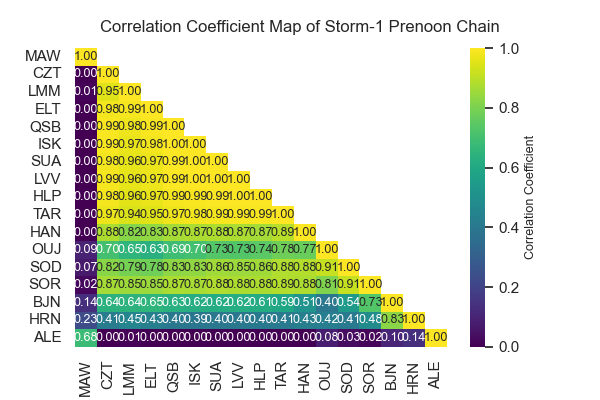 Correlation Coefficient Map of Storm-1 Prenoon Chain
MAW 1.00
CZT 0.00 1.00
LMM 0.01 0.95 1.00
ELT 0.00 0.98 0.99 1.00
QSB 0.00 0.99 0.98 0.99 1.00
ISK 0.00 0.99 0.97 0.98 1.00 1.00
SUA 0.00 0.98 0.96 0.97 0.99 1.00 1.00
LVV 0.00 0.99 0.96 0.98 0.99 1.00 1.00 1.00
HLP 0.00 0.98 0.96 0.97 0.99 0.99 1.00 1.00 1.00
TAR 0.00 0.97 0.94 0.95 0.97 0.98 0.99 0.99 0.99 1.00
HAN 0.00 0.88 0.82 0.83 0.87 0.87 0.88 0.87 0.87 0.89 1.00
OUJ 0.09 0.70 0.65 0.63 0.69 0.70 0.73 0.73 0.74 0.78 0.77 1.00
SOD 0.07 0.82 0.79 0.78 0.83 0.83 0.86 0.85 0.86 0.88 0.88 0.91 1.00
SOR 0.02 0.87 0.85 0.85 0.87 0.87 0.88 0.88 0.88 0.90 0.88 0.81 0.91 1.00
BJN 0.14 0.64 0.64 0.65 0.63 0.62 0.62 0.62 0.61 0.59 0.51 0.40 0.54 0.73 1.00
HRN 0.23 0.41 0.45 0.43 0.40 0.39 0.40 0.40 0.40 0.41 0.43 0.42 0.41 0.48 0.83 1.00
ALE 0.68 0.00 0.01 0.00 0.00 0.00 0.00 0.00 0.00 0.00 0.00 0.08 0.03 0.02 0.10 0.14 1.00
MAW CZT LMM ELT QSB ISK SUA LVV HLP TAR HAN OUJ SOD SOR BJN HRN ALE
1.0
0.8
0.6
0.4
0.2
0.0
Correlation Coefficient